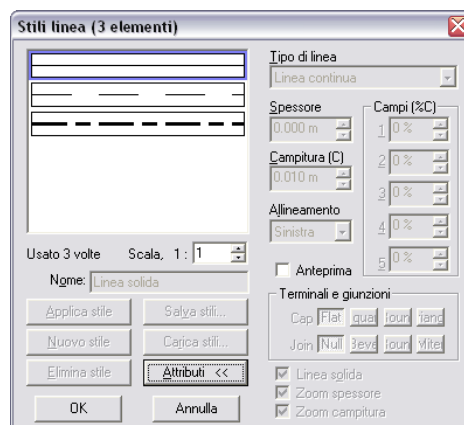 Stili linea (3 elementi)
Tipo di linea
Linea continua
Spessore
0.000 m
Campi (%C)
1 0 %
Campitura (C)
0.010 m
2 0 %
3 0 %
Allineamento
Sinistra
4 0 %
5 0 %
Usato 3 volte Scala, 1 : 1
Anteprima
Nome: Linea solida
Terminali e giunzioni
Applica stile Salva stili...
Cap Flat
Nuovo stile Carica stili...
Join Null
Elimina stile Attributi <<
Linea solida
Zoom spessore
OK Annulla
Zoom campitura